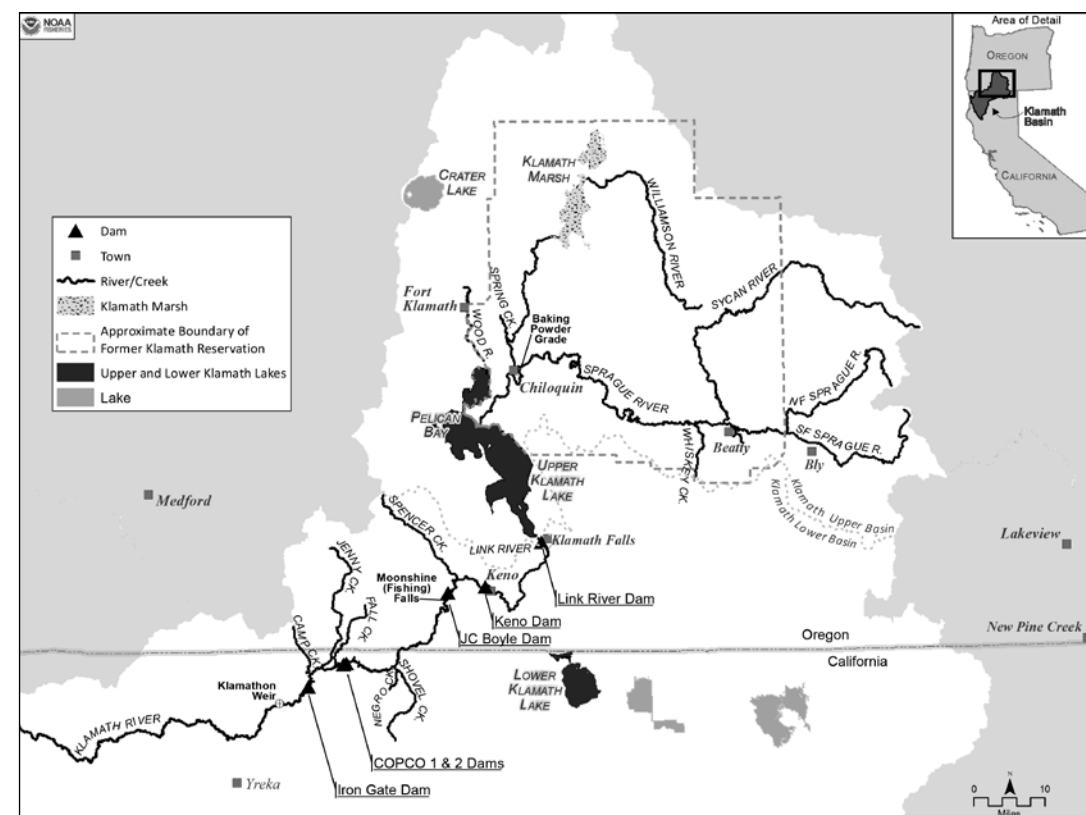 NOAA
FISHERIES
Area of Detail
OREGON
Klamath
Basin
CALIFORNIA
Dam
Town
River/Creek
Klamath Marsh
Approximate Boundary of
Former Klamath Reservation
Upper and Lower Klamath Lakes
Lake
CRATER
LAKE
KLAMATH
MARSH
WILLIAMSON RIVER
SYCAN RIVER
Fort
Klamath
WOOD R.
SPRING CK.
Baking
Powder
Grade
Chiloquin
SPRAGUE RIVER
NF SPRAGUE R.
SF SPRAGUE R.
PELICAN
BAY
WHISKEY CK.
Beatty
Bly
UPPER
KLAMATH
LAKE
Klamath Upper Basin
Klamath Lower Basin
Medford
SPENCER CK.
LINK RIVER
Klamath Falls
Lakeview
JENNY CK.
Moonshine
(Fishing)
Falls
Keno
Link River Dam
FALL CK.
Keno Dam
CAMP CK.
JC Boyle Dam
New Pine Creek
Oregon
California
Klamathon
Weir
NEGRO CK.
SHOVEL CK.
LOWER
KLAMATH
LAKE
KLAMATH RIVER
COPCO 1 & 2 Dams
Yreka
Iron Gate Dam
N
0 10
Miles